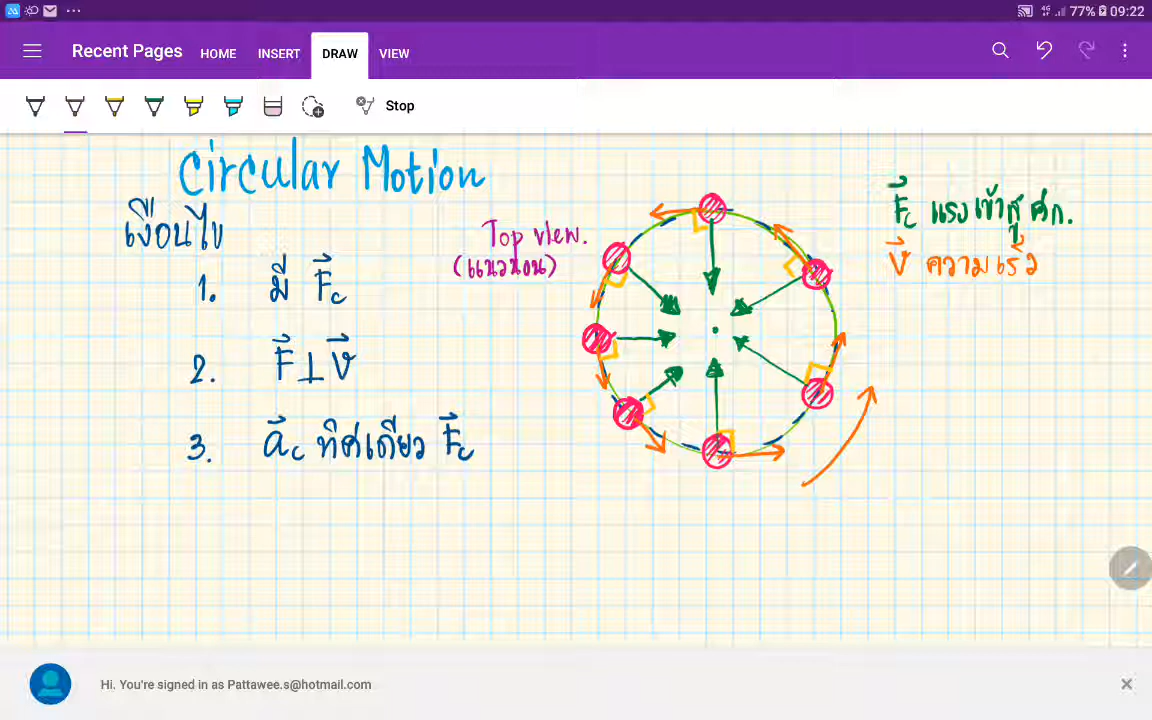 77% 09:22
Recent Pages HOME INSERT DRAW VIEW
Stop
Circular Motion
เงื่อนไข
1. มี F⃗c
2. F⃗ ⊥ v⃗
3. a⃗c ทิศเดียว F⃗c
Top view.
(แนวนอน)
F⃗c แรงเข้าสู่ ศก.
v⃗ ความเร็ว
Hi. You're signed in as Pattawee.s@hotmail.com